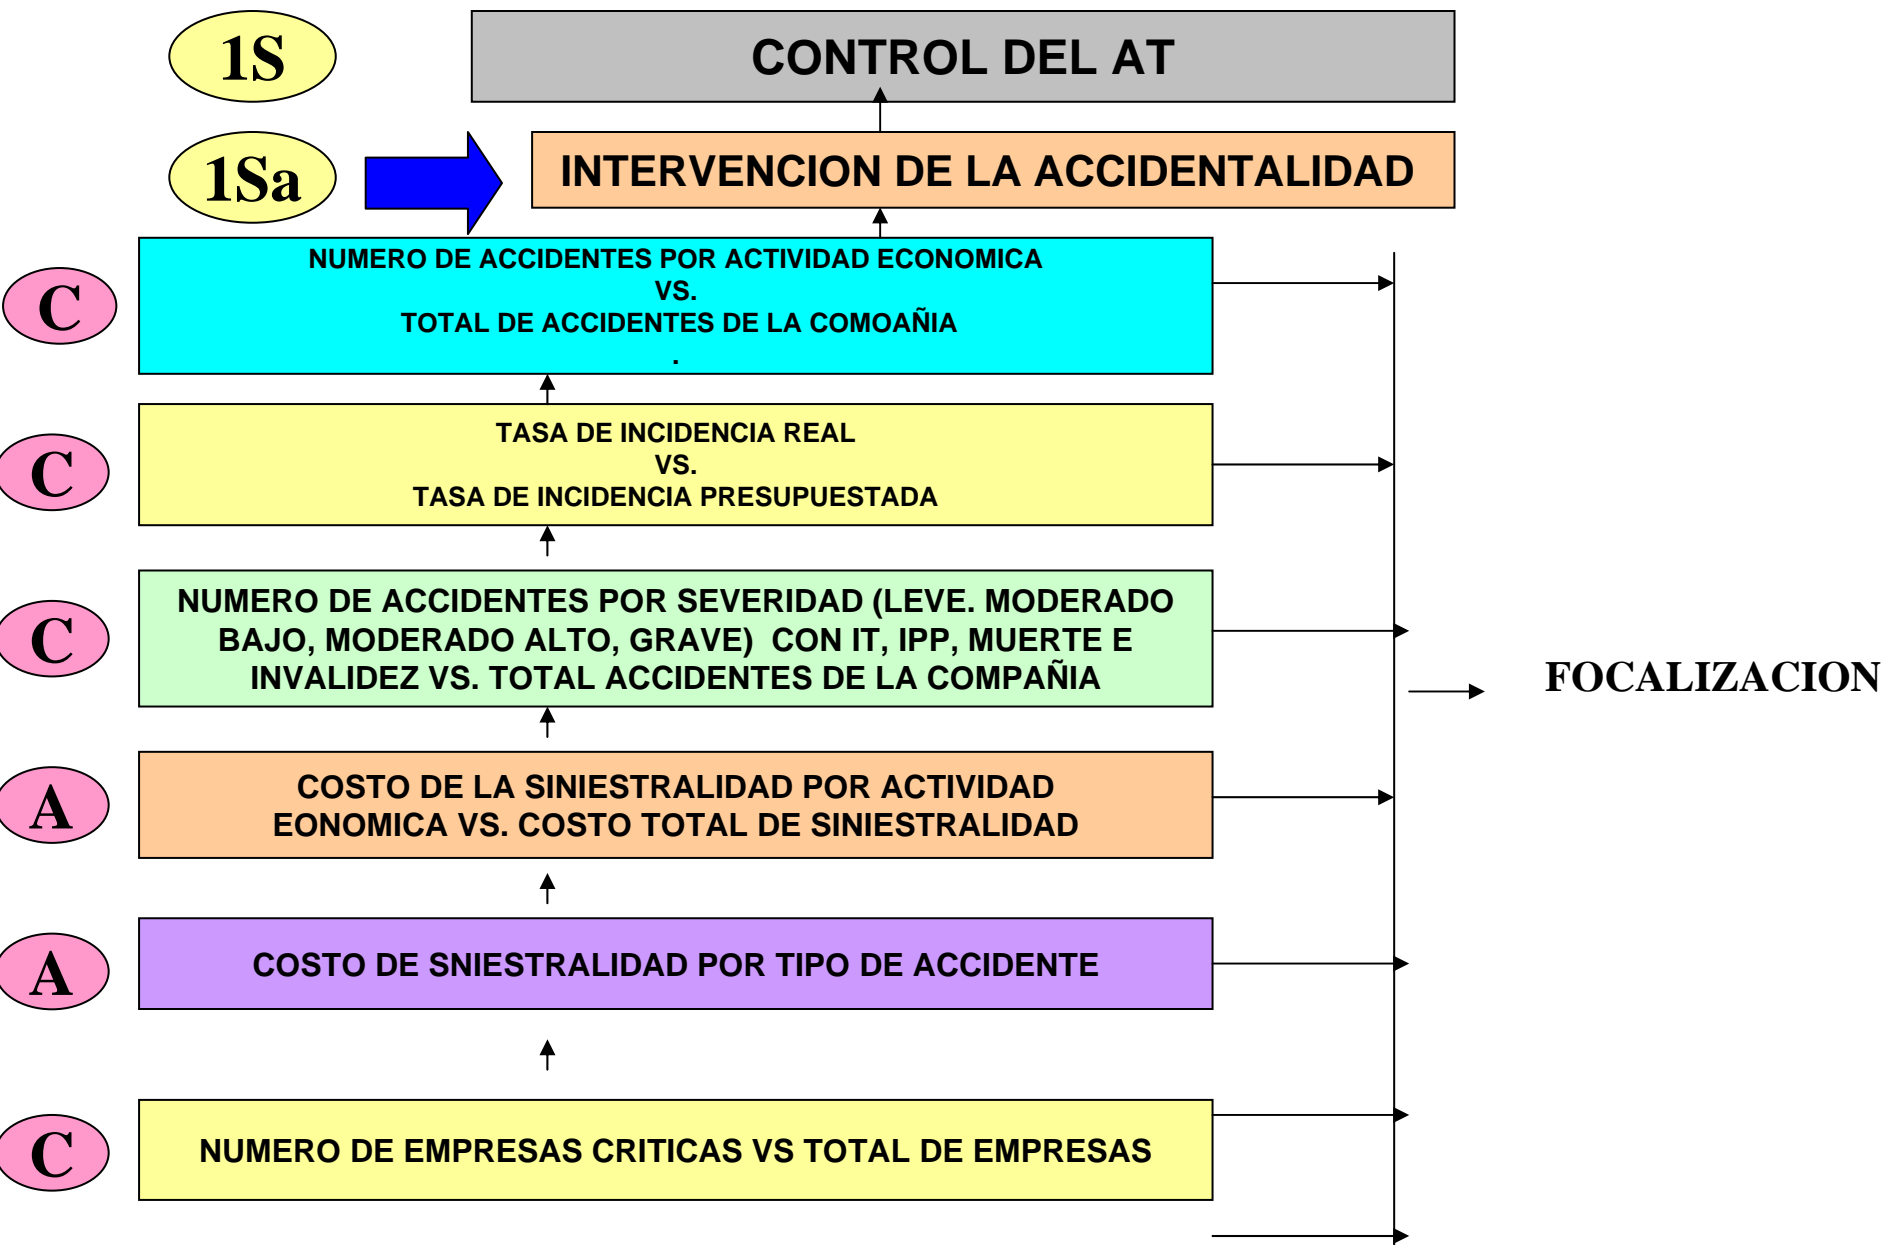 1S
CONTROL DEL AT
1Sa
INTERVENCION DE LA ACCIDENTALIDAD
C
NUMERO DE ACCIDENTES POR ACTIVIDAD ECONOMICA
VS.
TOTAL DE ACCIDENTES DE LA COMOAÑIA
.
C
TASA DE INCIDENCIA REAL
VS.
TASA DE INCIDENCIA PRESUPUESTADA
C
NUMERO DE ACCIDENTES POR SEVERIDAD (LEVE. MODERADO
BAJO, MODERADO ALTO, GRAVE)  CON IT, IPP, MUERTE E
INVALIDEZ VS. TOTAL ACCIDENTES DE LA COMPAÑIA
FOCALIZACION
A
COSTO DE LA SINIESTRALIDAD POR ACTIVIDAD
EONOMICA VS. COSTO TOTAL DE SINIESTRALIDAD
A
COSTO DE SNIESTRALIDAD POR TIPO DE ACCIDENTE
C
NUMERO DE EMPRESAS CRITICAS VS TOTAL DE EMPRESAS